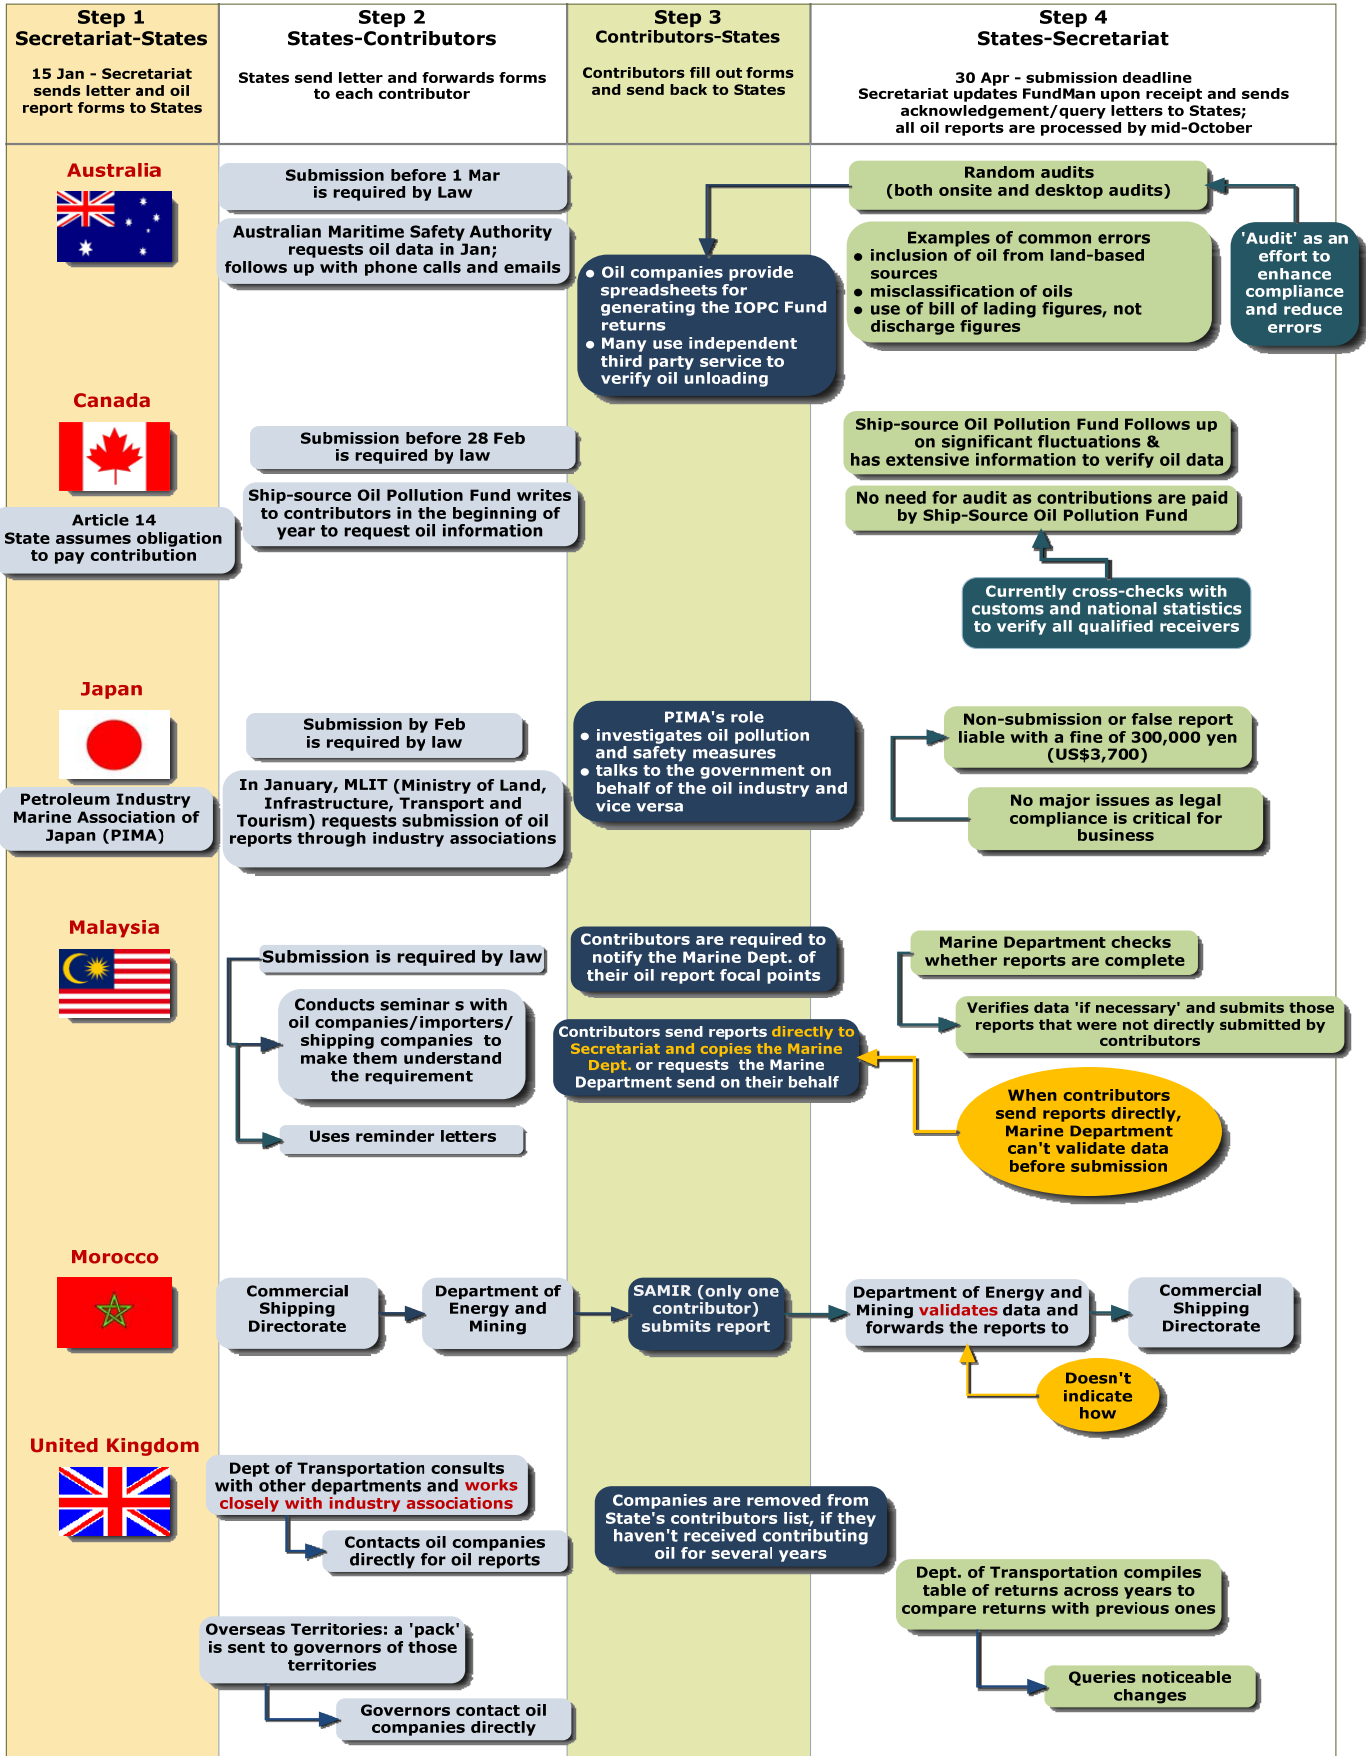 Step 1
Secretariat-States
15 Jan - Secretariat
sends letter and oil
report forms to States
Step 2
States-Contributors
States send letter and forwards forms
to each contributor
Step 3
Contributors-States
Contributors fill out forms
and send back to States
Step 4
States-Secretariat
30 Apr - submission deadline
Secretariat updates FundMan upon receipt and sends
acknowledgement/query letters to States;
all oil reports are processed by mid-October
Australia
Submission before 1 Mar
is required by Law
Australian Maritime Safety Authority
requests oil data in Jan;
follows up with phone calls and emails
• Oil companies provide
spreadsheets for
generating the IOPC Fund
returns
• Many use independent
third party service to
verify oil unloading
Random audits
(both onsite and desktop audits)
Examples of common errors
• inclusion of oil from land-based
sources
• misclassification of oils
• use of bill of lading figures, not
discharge figures
'Audit' as an
effort to
enhance
compliance
and reduce
errors
Canada
Article 14
State assumes obligation
to pay contribution
Submission before 28 Feb
is required by law
Ship-source Oil Pollution Fund writes
to contributors in the beginning of
year to request oil information
Ship-source Oil Pollution Fund Follows up
on significant fluctuations &
has extensive information to verify oil data
No need for audit as contributions are paid
by Ship-Source Oil Pollution Fund
Currently cross-checks with
customs and national statistics
to verify all qualified receivers
Japan
Petroleum Industry
Marine Association of
Japan (PIMA)
Submission by Feb
is required by law
In January, MLIT (Ministry of Land,
Infrastructure, Transport and
Tourism) requests submission of oil
reports through industry associations
PIMA's role
• investigates oil pollution
and safety measures
• talks to the government on
behalf of the oil industry and
vice versa
Non-submission or false report
liable with a fine of 300,000 yen
(US$3,700)
No major issues as legal
compliance is critical for
business
Malaysia
Submission is required by law
Conducts seminar s with
oil companies/importers/
shipping companies to
make them understand
the requirement
Uses reminder letters
Contributors are required to
notify the Marine Dept. of
their oil report focal points
Contributors send reports directly to
Secretariat and copies the Marine
Dept. or requests the Marine
Department send on their behalf
Marine Department checks
whether reports are complete
Verifies data 'if necessary' and submits those
reports that were not directly submitted by
contributors
When contributors
send reports directly,
Marine Department
can't validate data
before submission
Morocco
Commercial
Shipping
Directorate
Department of
Energy and
Mining
SAMIR (only one
contributor)
submits report
Department of Energy and
Mining validates data and
forwards the reports to
Commercial
Shipping
Directorate
Doesn't
indicate
how
United Kingdom
Dept of Transportation consults
with other departments and works
closely with industry associations
Contacts oil companies
directly for oil reports
Overseas Territories: a 'pack'
is sent to governors of those
territories
Governors contact oil
companies directly
Companies are removed from
State's contributors list, if they
haven't received contributing
oil for several years
Dept. of Transportation compiles
table of returns across years to
compare returns with previous ones
Queries noticeable
changes